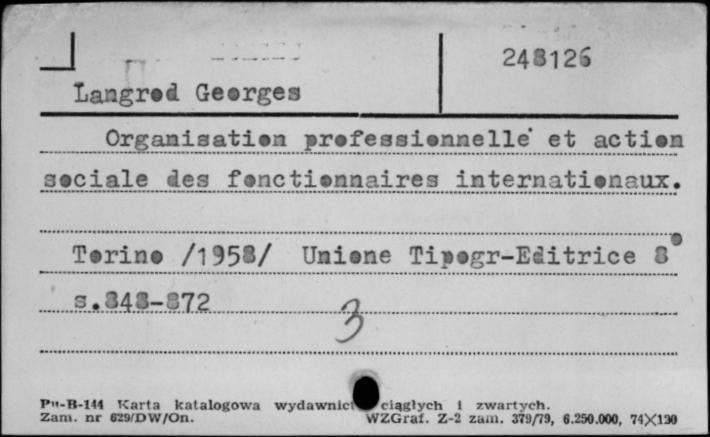 248126
Langrod Georges
Organisation professionnelle et action
sociale des fonctionnaires internationaux.
Torino /1958/ Unione Tipogr-Editrice 8°
s.848-872
3
Pu-B-144 Karta katalogowa wydawnict ciągłych i zwartych.
Zam. nr 629/DW/On. WZGraf. Z-2 zam. 379/79, 6.250.000, 74×120